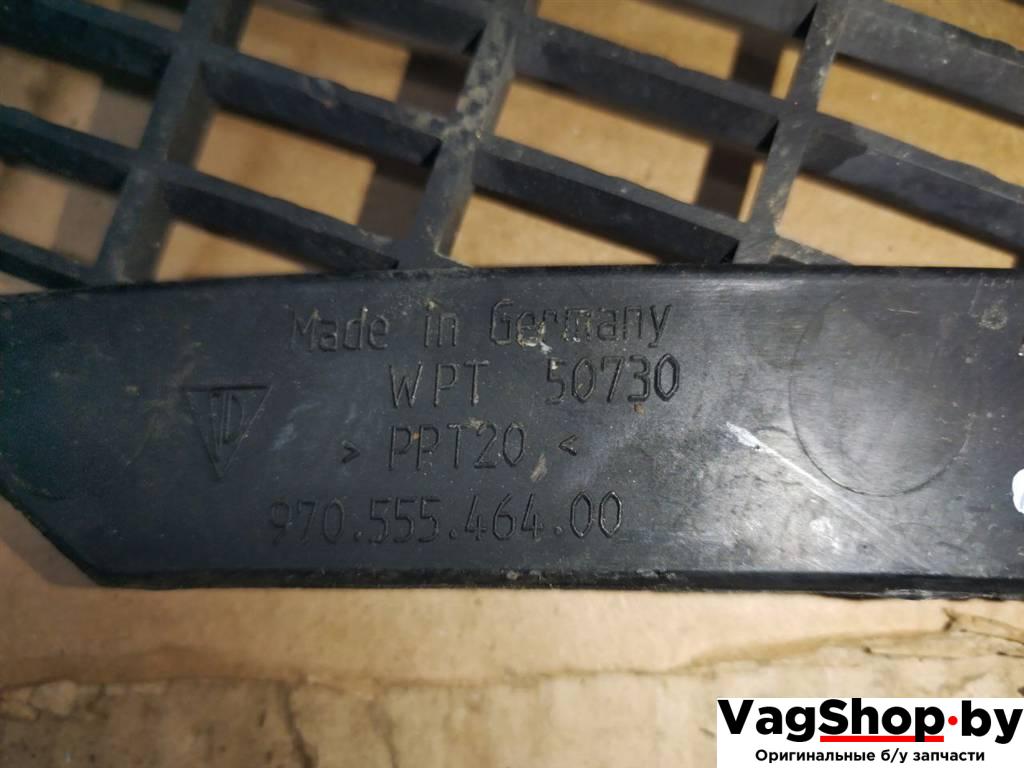 Made in Germany
WPT 50730
> PPT20 <
970.555.464.00
VagShop.by
Оригинальные б/у запчасти